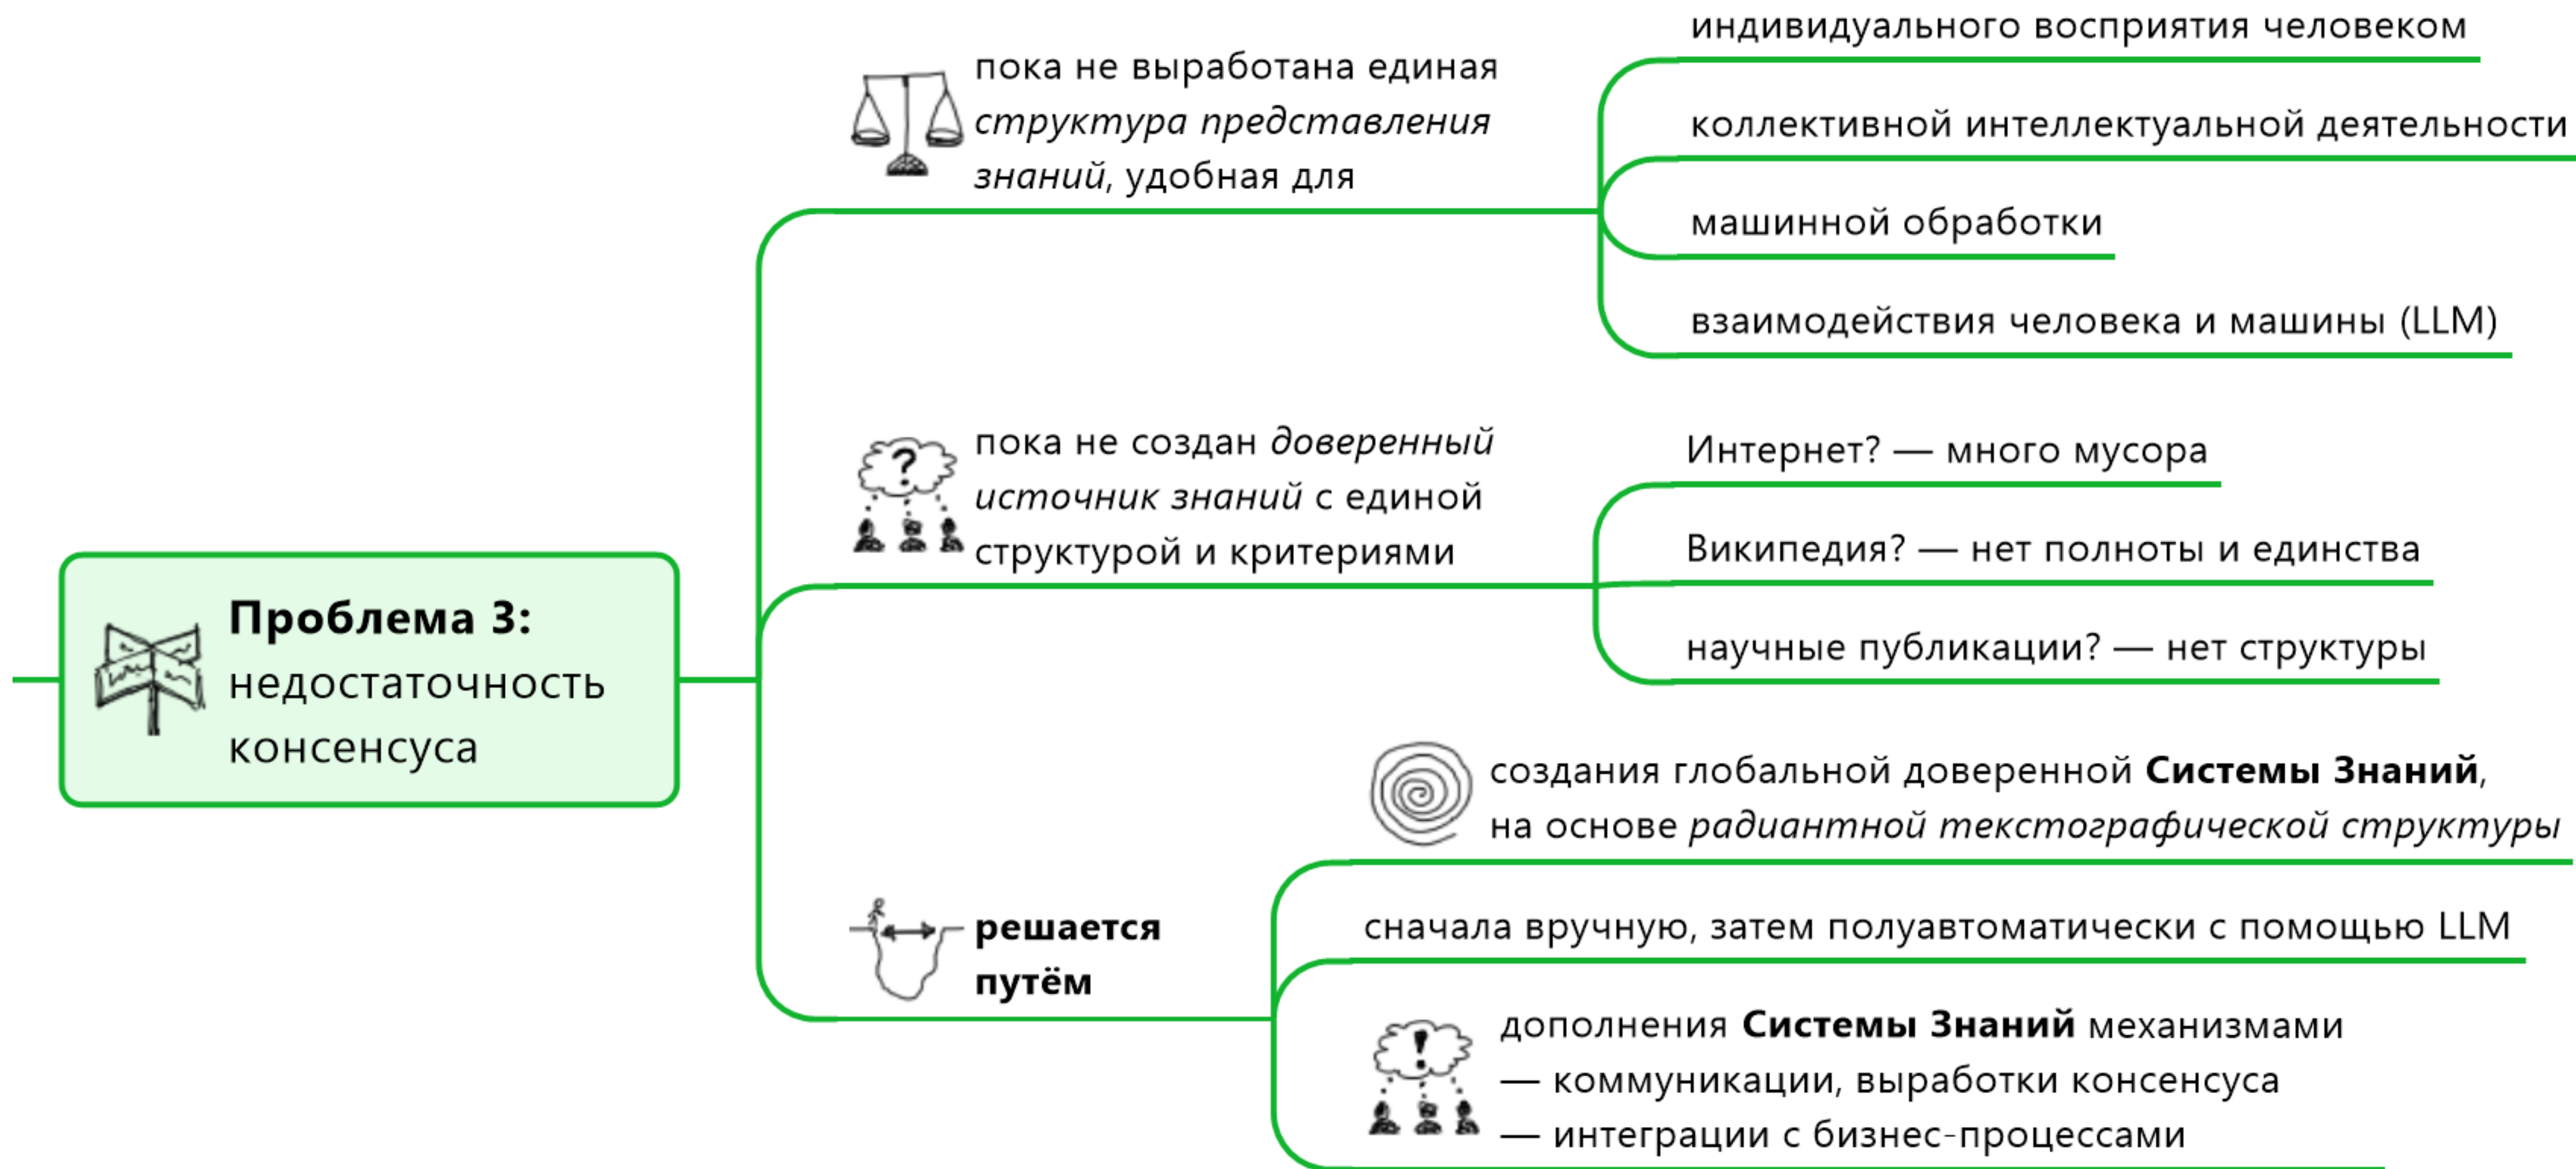 Проблема 3:
недостаточность
консенсуса
пока не выработана единая
структура представления
знаний, удобная для
индивидуального восприятия человеком
коллективной интеллектуальной деятельности
машинной обработки
взаимодействия человека и машины (LLM)
пока не создан доверенный
источник знаний с единой
структурой и критериями
Интернет? — много мусора
Википедия? — нет полноты и единства
научные публикации? — нет структуры
решается
путём
создания глобальной доверенной Системы Знаний,
на основе радиантной текстографической структуры
сначала вручную, затем полуавтоматически с помощью LLM
дополнения Системы Знаний механизмами
— коммуникации, выработки консенсуса
— интеграции с бизнес-процессами